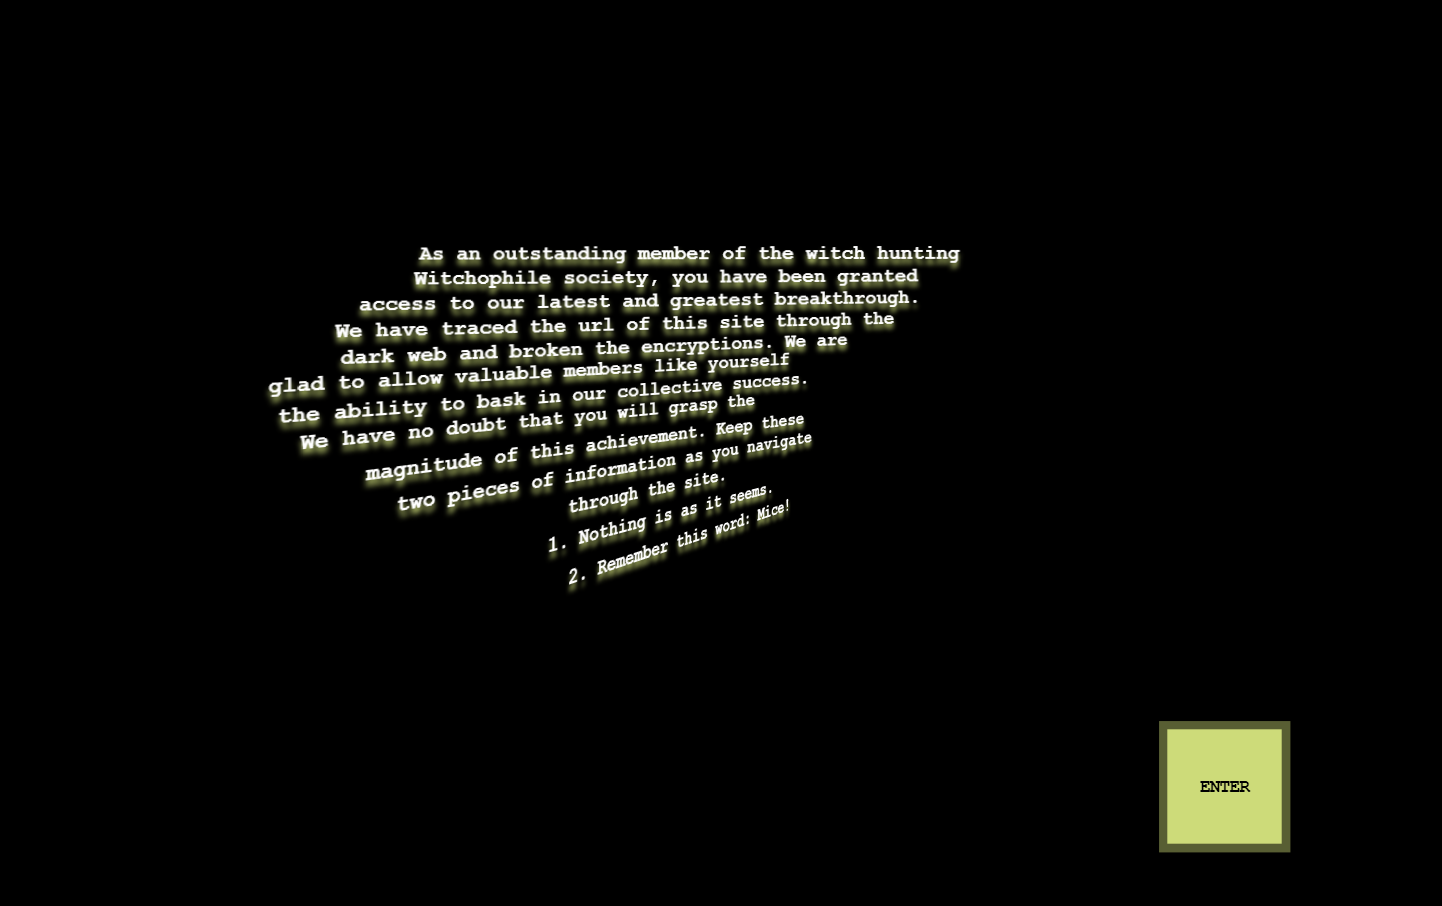 As an outstanding member of the witch hunting
Witchophile society, you have been granted
access to our latest and greatest breakthrough.
We have traced the url of this site through the
dark web and broken the encryptions. We are
glad to allow valuable members like yourself
the ability to bask in our collective success.
We have no doubt that you will grasp the
magnitude of this achievement. Keep these
two pieces of information as you navigate
through the site.
1. Nothing is as it seems.
2. Remember this word: Mice!
ENTER